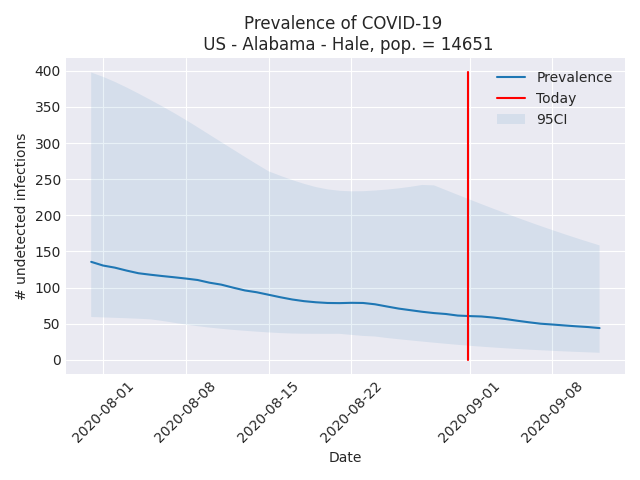 Prevalence of COVID-19
US - Alabama - Hale, pop. = 14651
400
350
300
250
200
150
100
50
0
# undetected infections
Prevalence
Today
95CI
2020-08-01
2020-08-08
2020-08-15
2020-08-22
2020-09-01
2020-09-08
Date